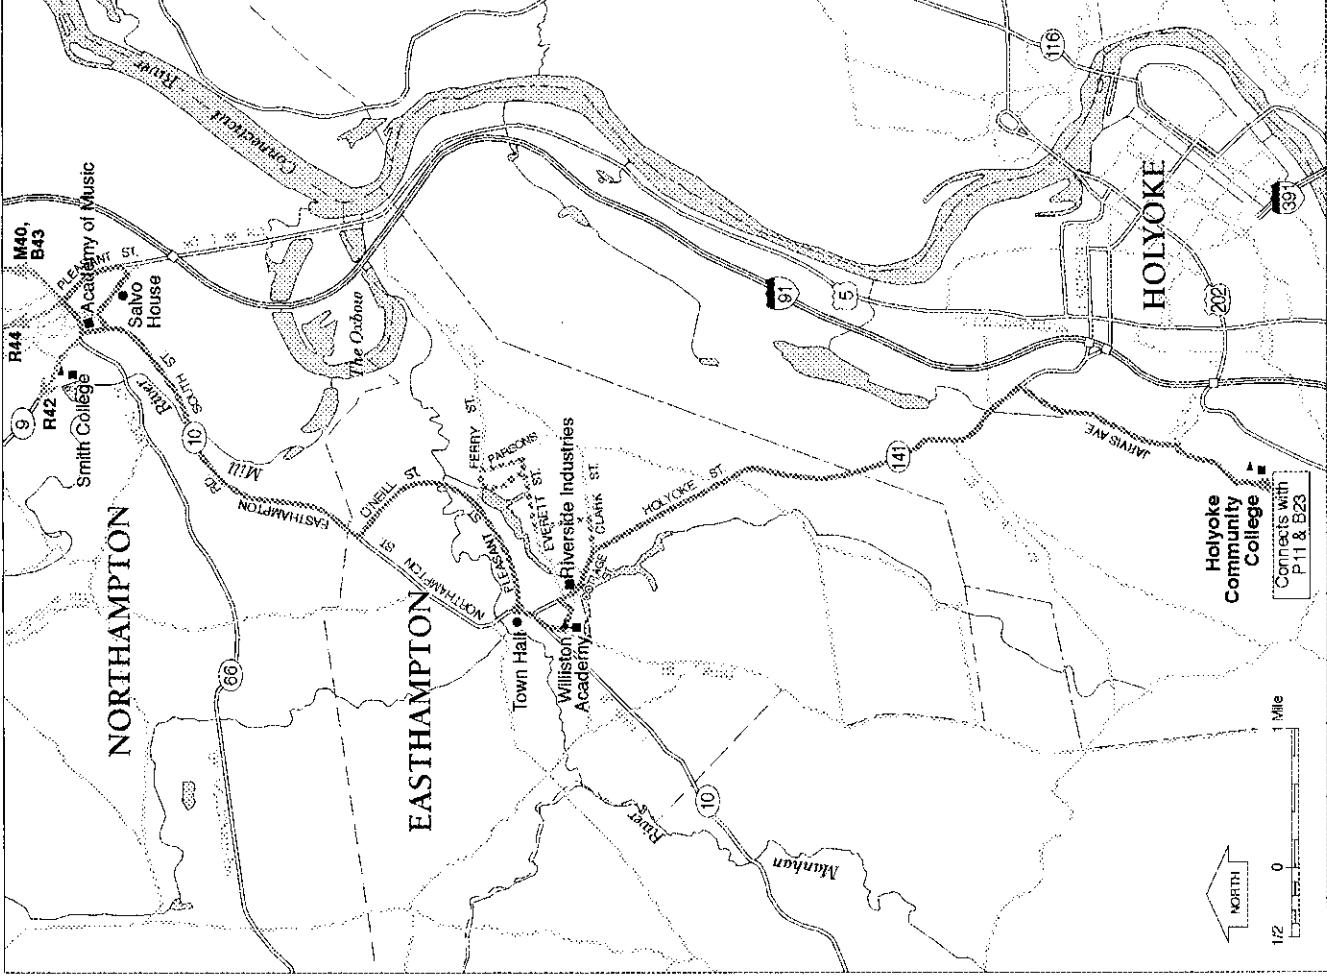 M40,
B43
R44
R42
9
Academy of Music
PLEASANT ST.
Salvo
House
Smith College
SOUTH ST
10
Mill
River
Connecticut
River
The Oxbow
NORTHAMPTON
EASTHAMPTON
RD
O'NEILL
ST
NORTHAMPTON
ST
PLEASANT
ST
FERRY ST.
PARSONS
EVERETT ST.
CLARK ST.
Riverside Industries
COTTAGE
ST
HOLYOKE ST
66
EASTHAMPTON
Town Hall
Williston
Academy
10
River
Manhan
141
JARVIS AVE.
91
5
116
HOLYOKE
391
202
Holyoke
Community
College
Connects with
P11 & B23
NORTH
1/2
0
1
Mile